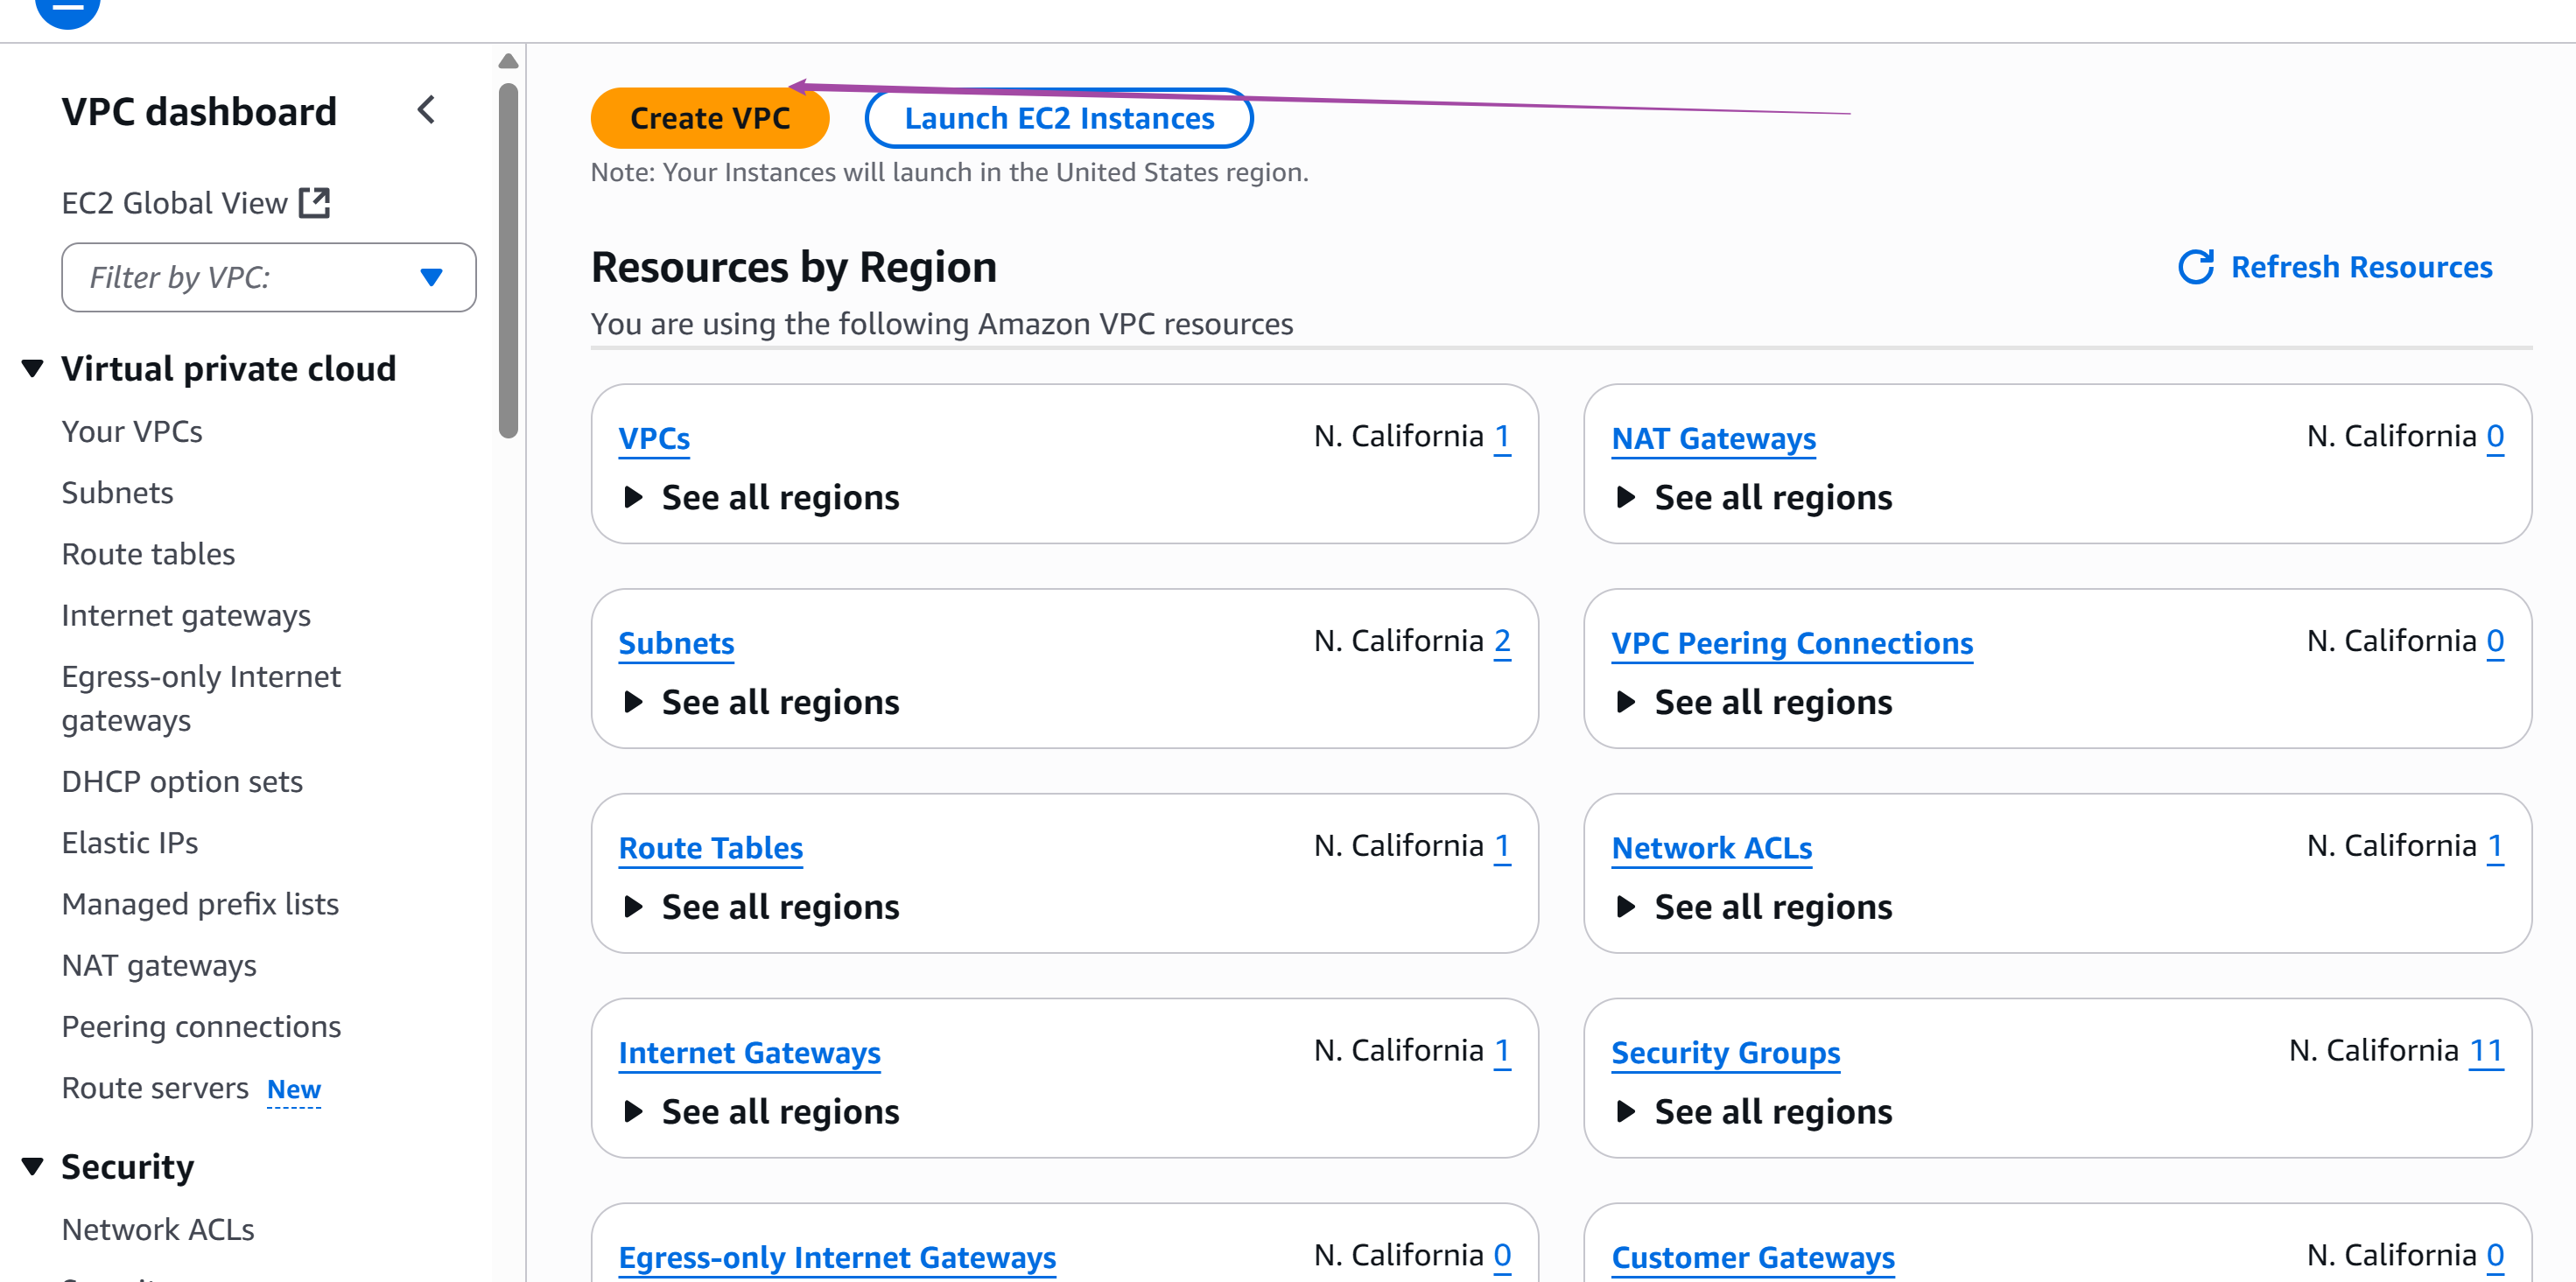 VPC dashboard
EC2 Global View
Filter by VPC:
Virtual private cloud
Your VPCs
Subnets
Route tables
Internet gateways
Egress-only Internet
gateways
DHCP option sets
Elastic IPs
Managed prefix lists
NAT gateways
Peering connections
Route servers New
Security
Network ACLs
Create VPC
Launch EC2 Instances
Note: Your Instances will launch in the United States region.
Resources by Region
Refresh Resources
You are using the following Amazon VPC resources
VPCs
N. California 1
See all regions
NAT Gateways
N. California 0
See all regions
Subnets
N. California 2
See all regions
VPC Peering Connections
N. California 0
See all regions
Route Tables
N. California 1
See all regions
Network ACLs
N. California 1
See all regions
Internet Gateways
N. California 1
See all regions
Security Groups
N. California 11
See all regions
Egress-only Internet Gateways
N. California 0
Customer Gateways
N. California 0